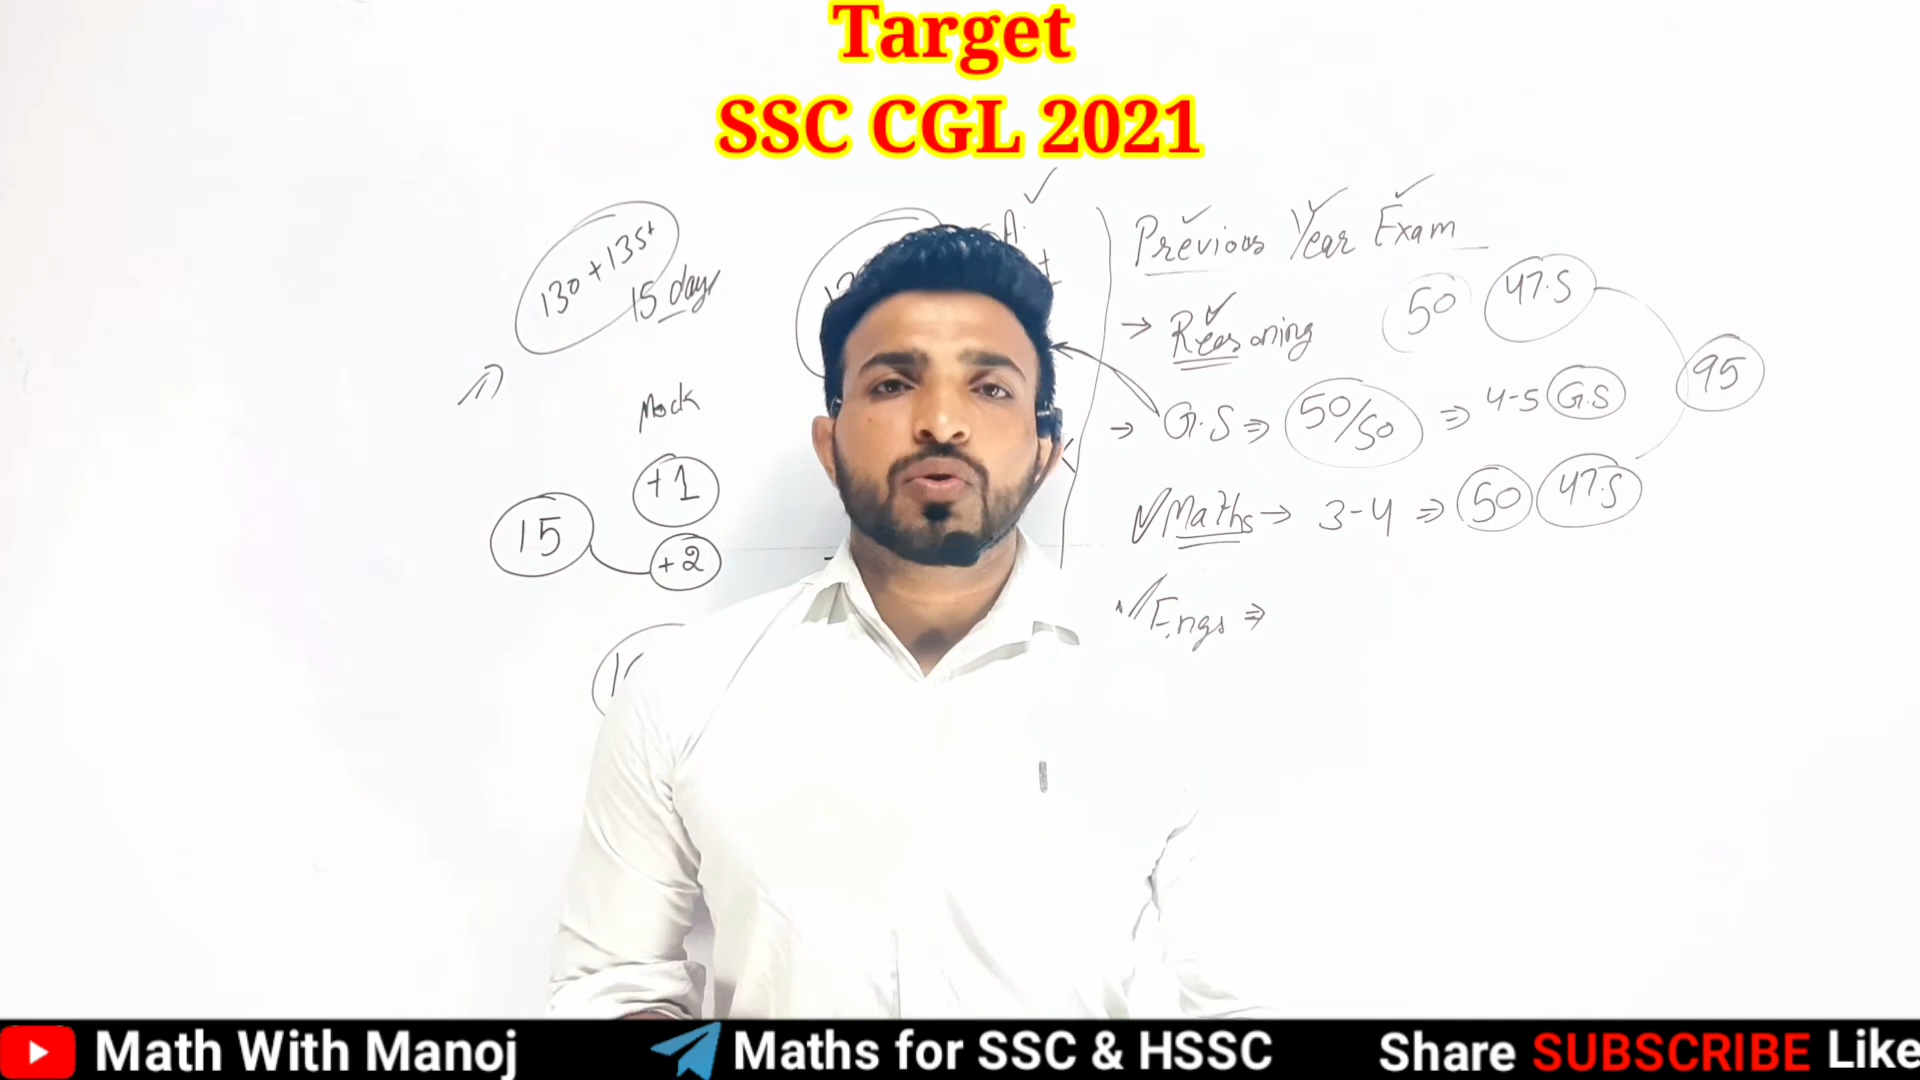 Target
SSC CGL 2021
130+135+
15 days
Mock
+1
15
+2
A.
Previous Year Exam
→ Reasoning 50 47.5
95
→ G.S ⇒ 50/50 ⇒ 4-5 G.S
Maths → 3-4 ⇒ 50 47.5
Engs ⇒
Math With Manoj
Maths for SSC & HSSC
Share SUBSCRIBE Like